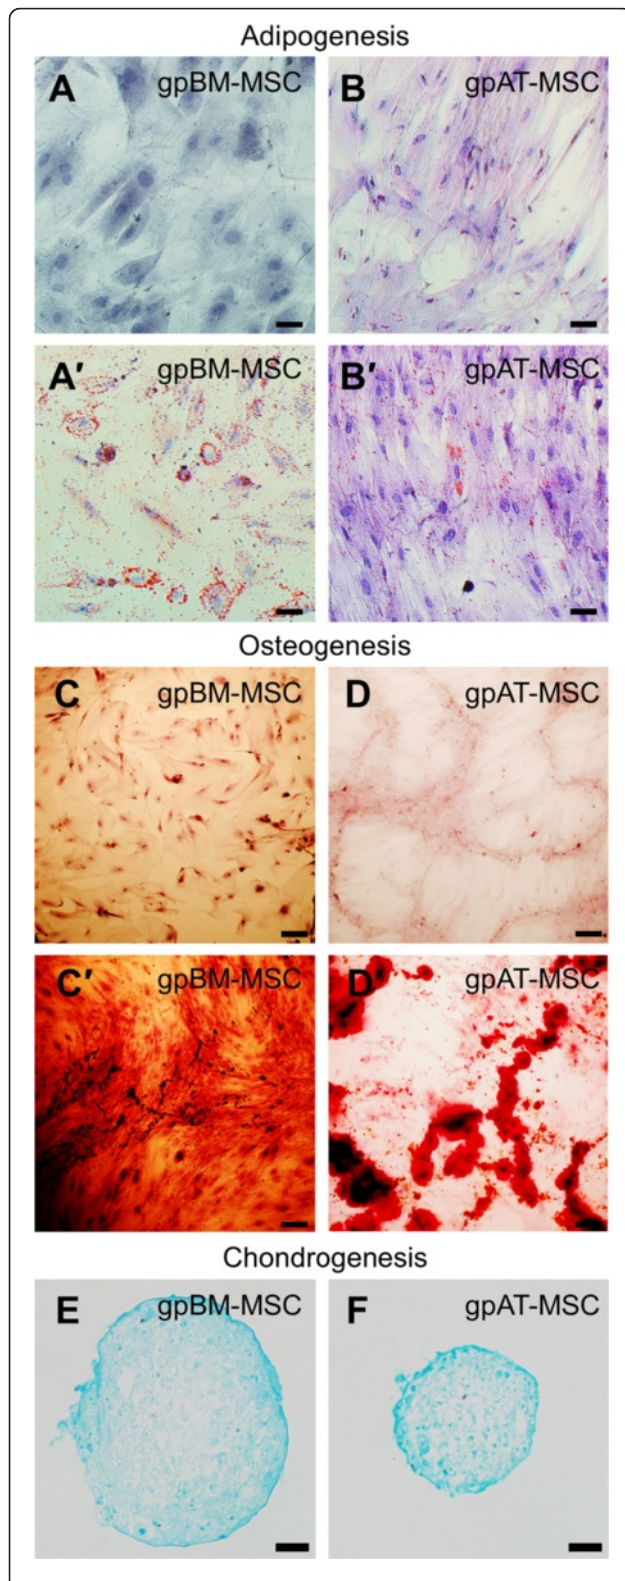 Adipogenesis
A gpBM-MSC
B gpAT-MSC
A′ gpBM-MSC
B′ gpAT-MSC
Osteogenesis
C gpBM-MSC
D gpAT-MSC
C′ gpBM-MSC
D′ gpAT-MSC
Chondrogenesis
E gpBM-MSC
F gpAT-MSC